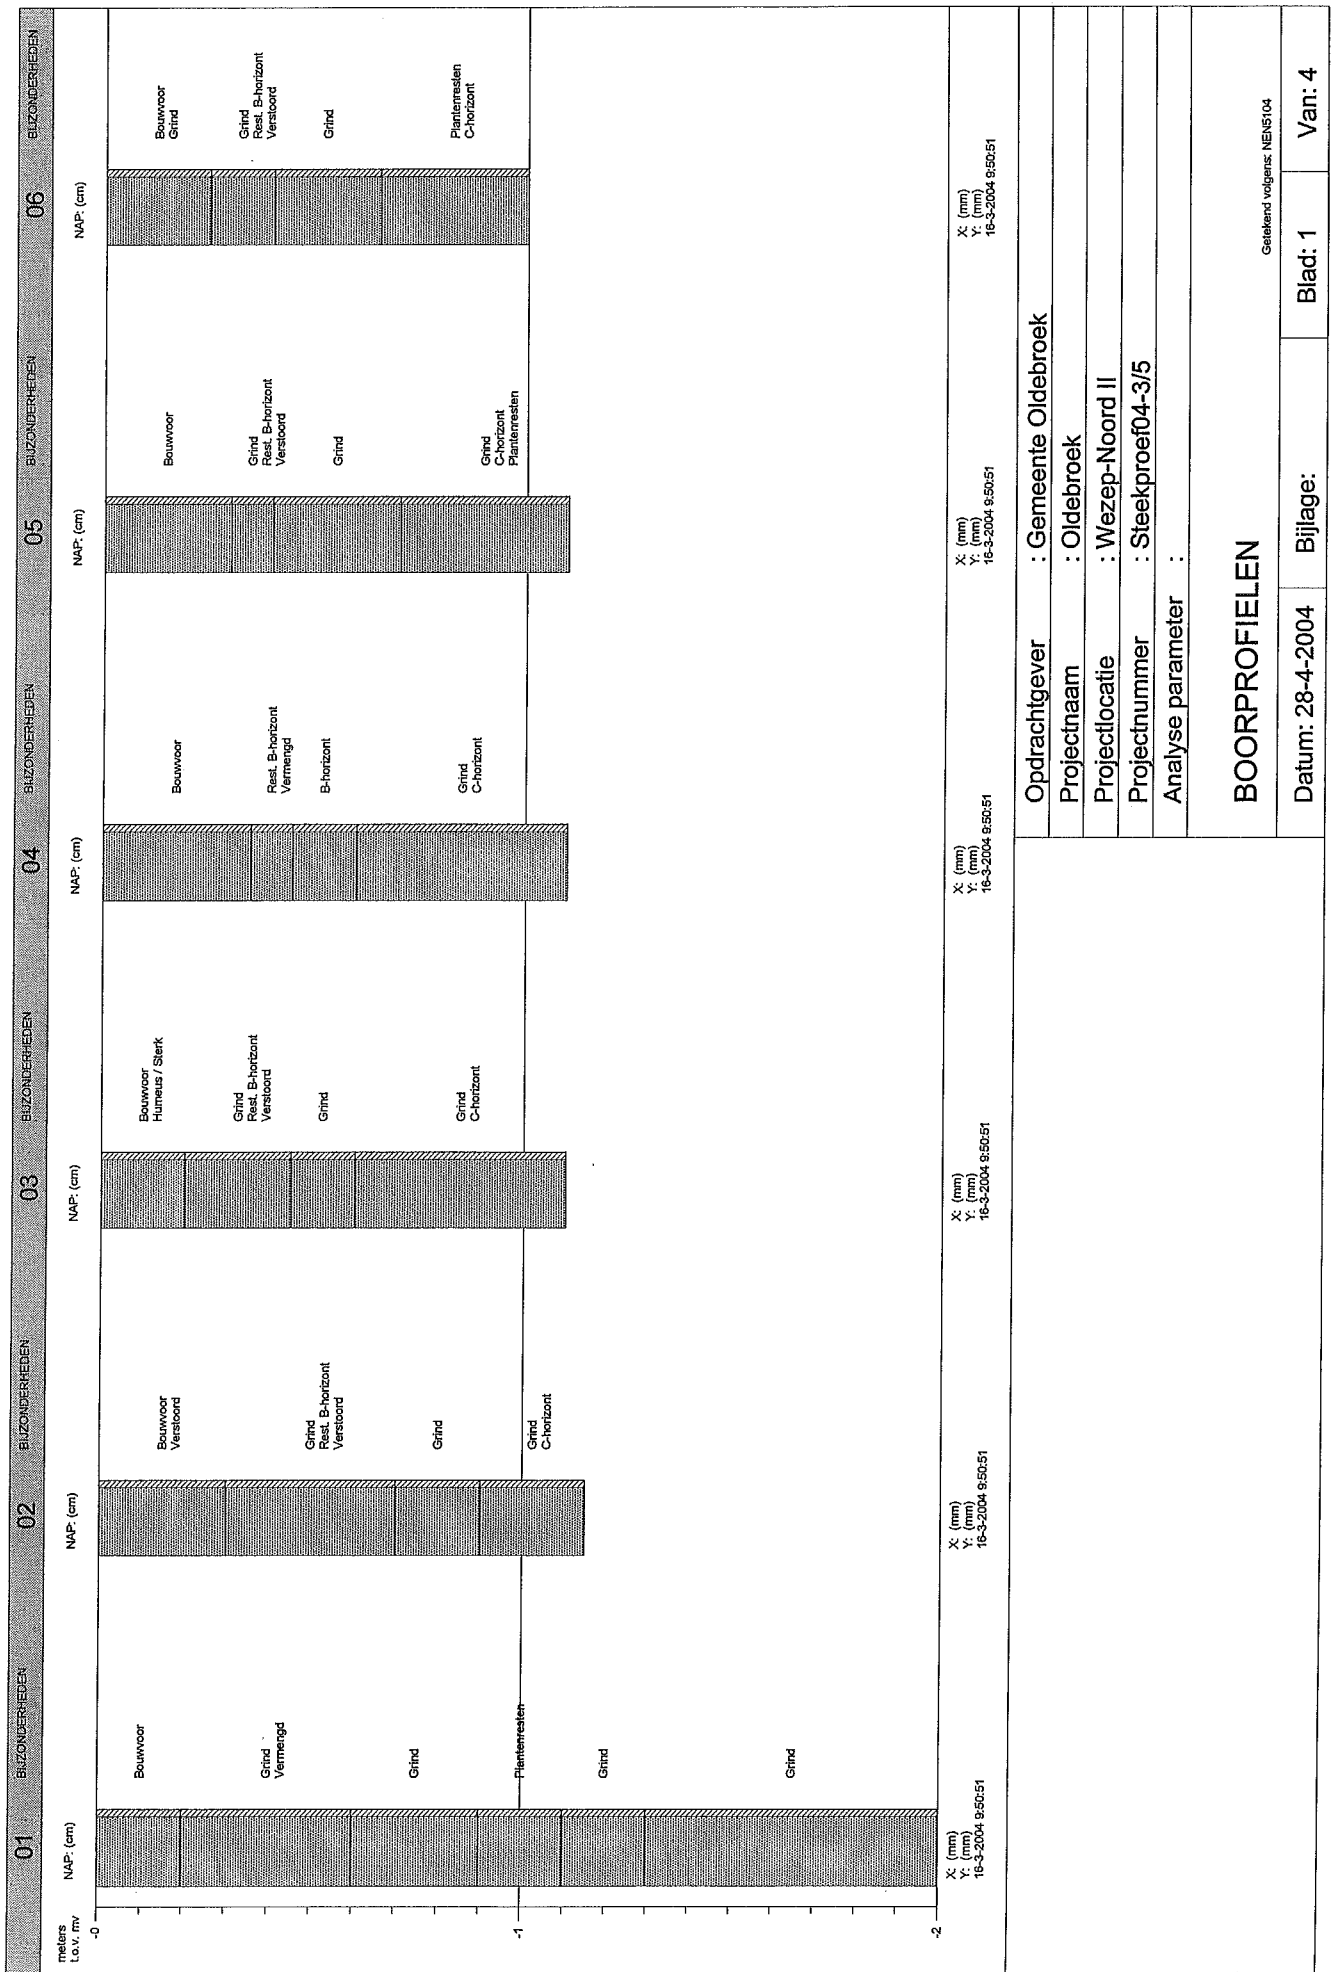 01 BIJZONDERHEDEN 02 BIJZONDERHEDEN 03 BIJZONDERHEDEN 04 BIJZONDERHEDEN 05 BIJZONDERHEDEN 06 BIJZONDERHEDEN
meters
t.o.v. mv
-0
-1
-2
NAP: (cm)
Bouwvoor
Grind
Vermengd
Grind
Plantenresten
Grind
Grind
X: (mm)
Y: (mm)
16-3-2004 9:50:51
NAP: (cm)
Bouwvoor
Verstoord
Grind
Rest. B-horizont
Verstoord
Grind
Grind
C-horizont
X: (mm)
Y: (mm)
16-3-2004 9:50:51
NAP: (cm)
Bouwvoor
Humeus / Sterk
Grind
Rest. B-horizont
Verstoord
Grind
Grind
C-horizont
X: (mm)
Y: (mm)
16-3-2004 9:50:51
NAP: (cm)
Bouwvoor
Rest. B-horizont
Vermengd
B-horizont
Grind
C-horizont
X: (mm)
Y: (mm)
16-3-2004 9:50:51
NAP: (cm)
Bouwvoor
Grind
Rest. B-horizont
Verstoord
Grind
Grind
C-horizont
Plantenresten
X: (mm)
Y: (mm)
16-3-2004 9:50:51
NAP: (cm)
Bouwvoor
Grind
Grind
Rest. B-horizont
Verstoord
Grind
Plantenresten
C-horizont
X: (mm)
Y: (mm)
16-3-2004 9:50:51
Opdrachtgever : Gemeente Oldebroek
Projectnaam : Oldebroek
Projectlocatie : Wezep-Noord II
Projectnummer : Steekproef04-3/5
Analyse parameter :
BOORPROFIELEN
Getekend volgens: NEN5104
Datum: 28-4-2004 Bijlage: Blad: 1 Van: 4